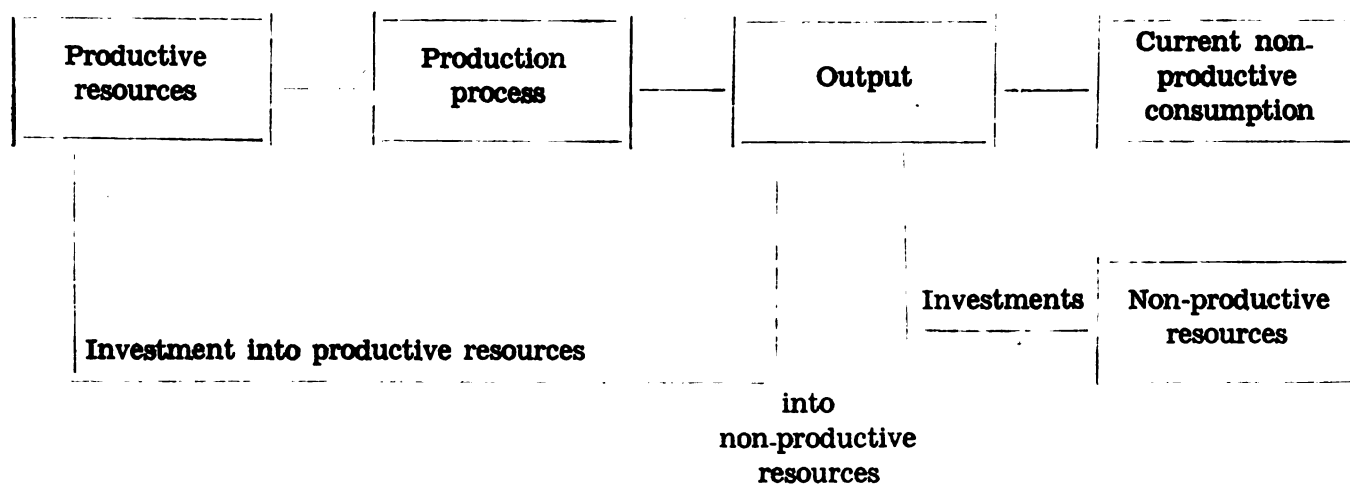 Productive
resources
Production
process
Output
Current non-
productive
consumption
Investments
Non-productive
resources
Investment into productive resources
into
non-productive
resources